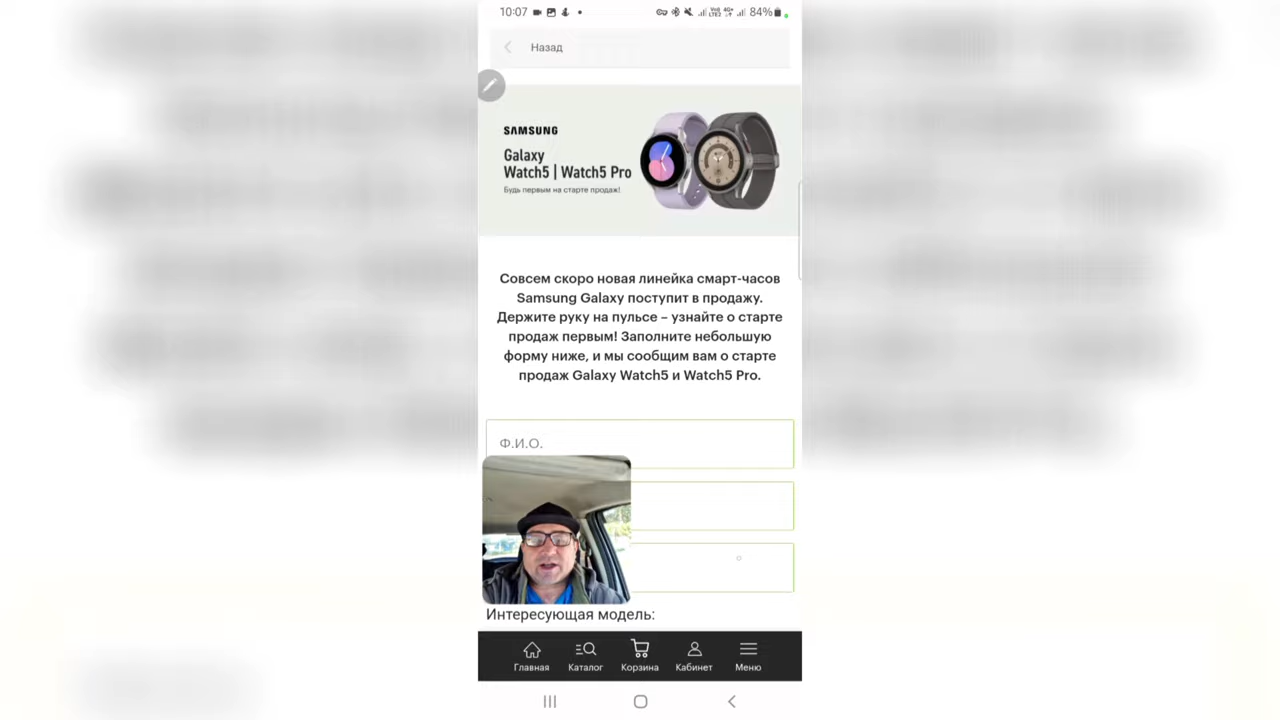 10:07
84%
Назад
SAMSUNG
Galaxy
Watch5 | Watch5 Pro
Будь первым на старте продаж!
Совсем скоро новая линейка смарт-часов
Samsung Galaxy поступит в продажу.
Держите руку на пульсе – узнайте о старте
продаж первым! Заполните небольшую
форму ниже, и мы сообщим вам о старте
продаж Galaxy Watch5 и Watch5 Pro.
Ф.И.О.
Интересующая модель:
Главная Каталог Корзина Кабинет Меню